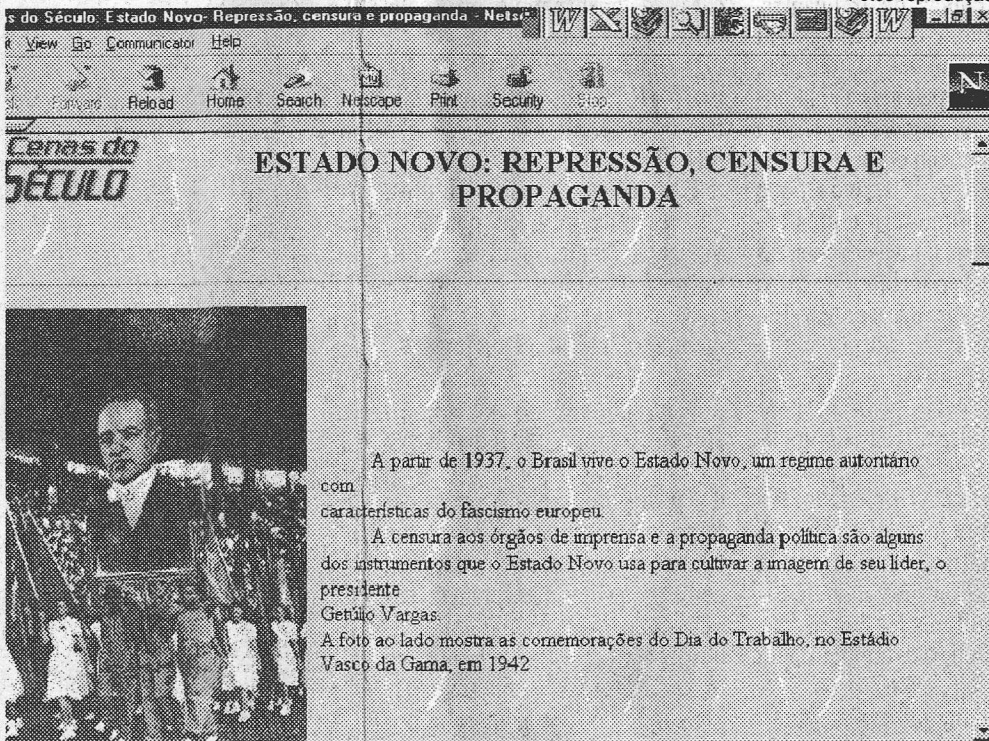 s do Século: Estado Novo- Repressão, censura e propaganda - Nets
View Go Communicator Help
Forward Reload Home Search Netscape Print Security Stop
N
Cenas do
SÉCULO
ESTADO NOVO: REPRESSÃO, CENSURA E
PROPAGANDA
A partir de 1937, o Brasil vive o Estado Novo, um regime autoritário
com
características do fascismo europeu.
A censura aos órgãos de imprensa e a propaganda política são alguns
dos instrumentos que o Estado Novo usa para cultivar a imagem de seu líder, o
presidente
Getúlio Vargas.
A foto ao lado mostra as comemorações do Dia do Trabalho, no Estádio
Vasco da Gama, em 1942